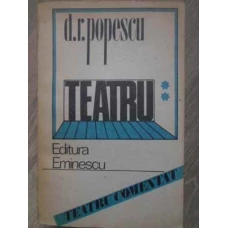 d.r.popescu
TEATRU
Editura
Eminescu
TEATRU COMENTAT